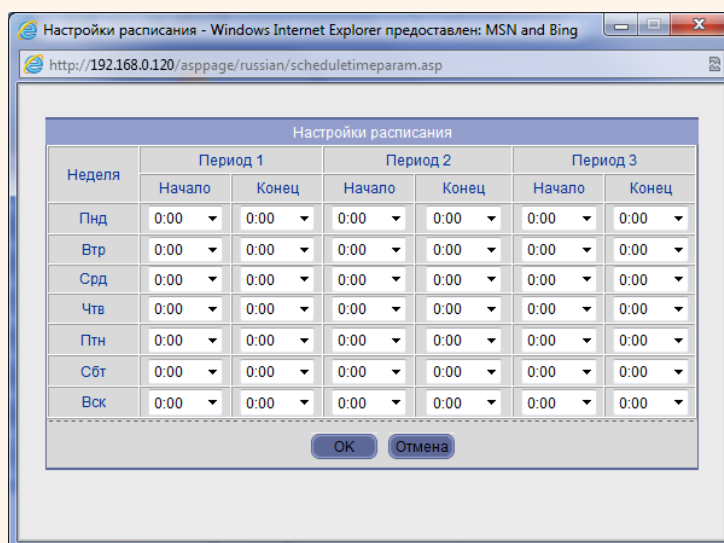 Настройки расписания - Windows Internet Explorer предоставлен: MSN and Bing
http://192.168.0.120/asppage/russian/scheduletimeparam.asp
Настройки расписания
Неделя Период 1 Период 2 Период 3
Начало Конец Начало Конец Начало Конец
Пнд 0:00 0:00 0:00 0:00 0:00 0:00
Втр 0:00 0:00 0:00 0:00 0:00 0:00
Срд 0:00 0:00 0:00 0:00 0:00 0:00
Чтв 0:00 0:00 0:00 0:00 0:00 0:00
Птн 0:00 0:00 0:00 0:00 0:00 0:00
Сбт 0:00 0:00 0:00 0:00 0:00 0:00
Вск 0:00 0:00 0:00 0:00 0:00 0:00
OK Отмена